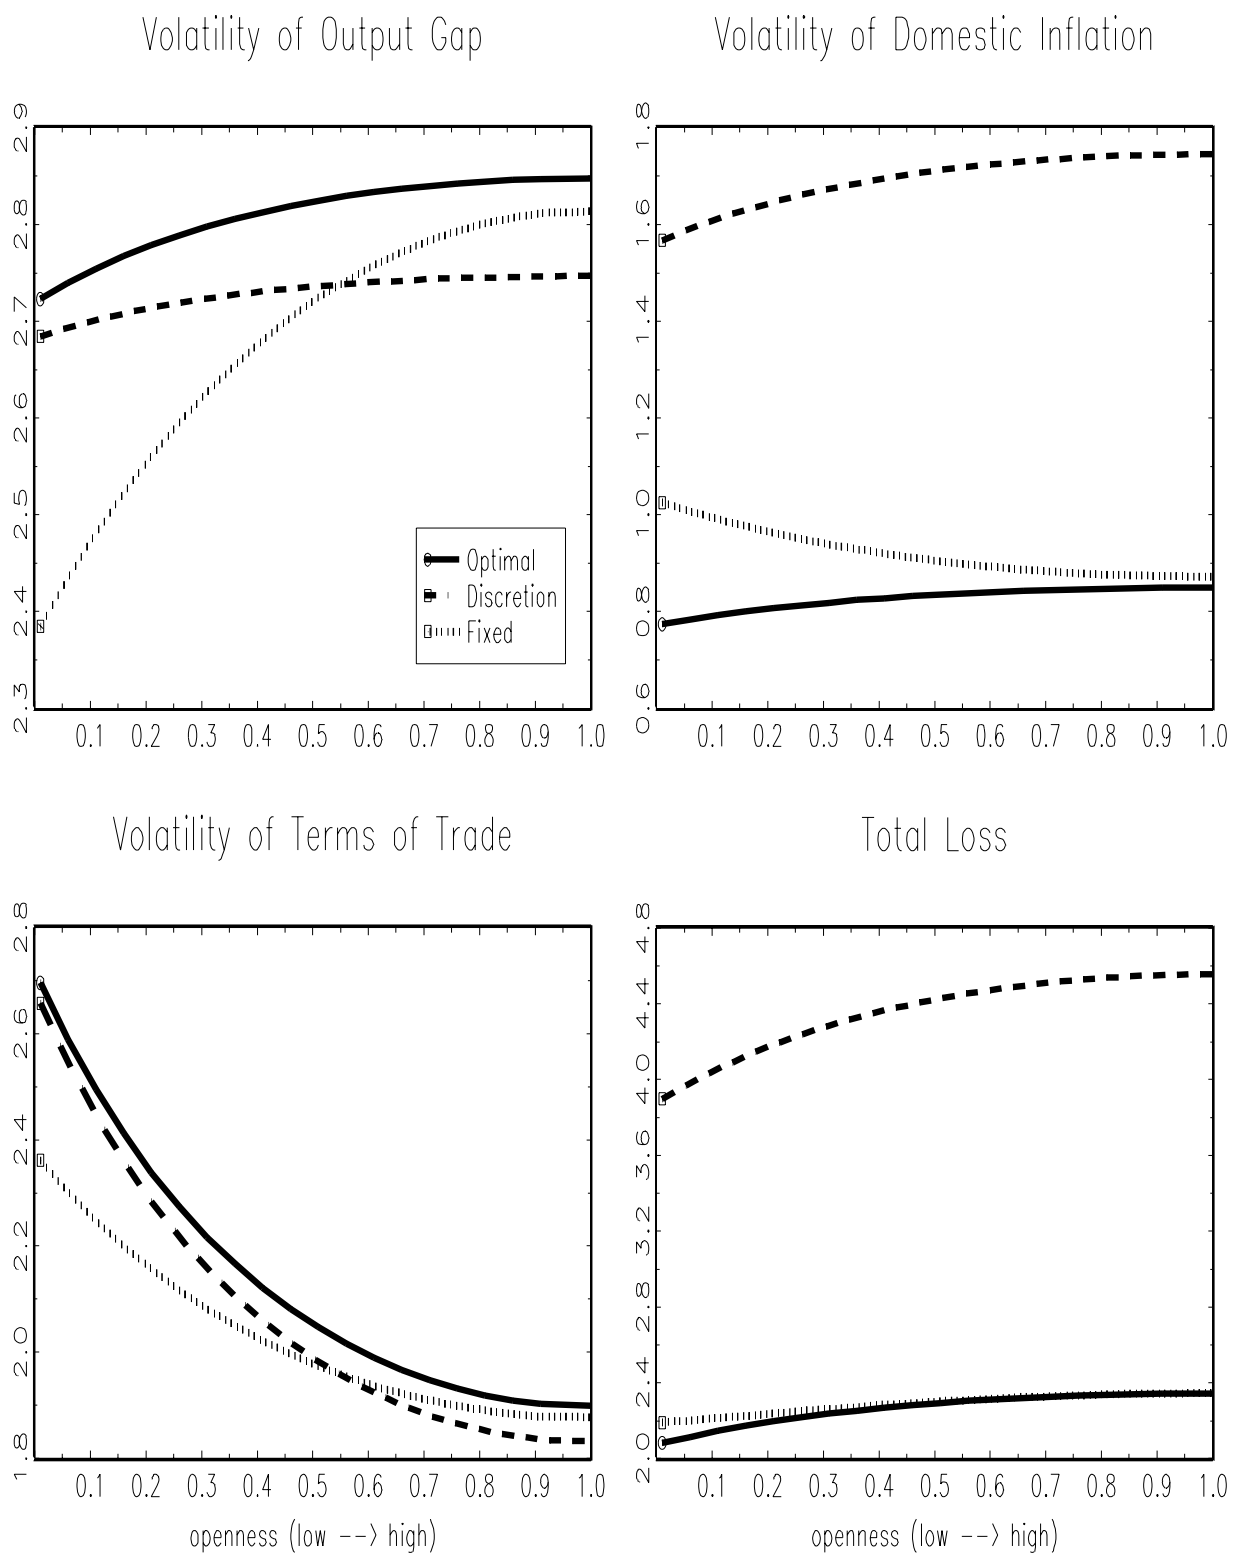 Volatility of Output Gap
2.9
2.8
2.7
2.6
2.5
2.4
2.3
0.1 0.2 0.3 0.4 0.5 0.6 0.7 0.8 0.9 1.0
Optimal
Discretion
Fixed
Volatility of Domestic Inflation
1.8
1.6
1.4
1.2
1.0
0.8
0.6
0.1 0.2 0.3 0.4 0.5 0.6 0.7 0.8 0.9 1.0
Volatility of Terms of Trade
2.8
2.6
2.4
2.2
2.0
1.8
0.1 0.2 0.3 0.4 0.5 0.6 0.7 0.8 0.9 1.0
openness (low --> high)
Total Loss
4.8
4.4
4.0
3.6
3.2
2.8
2.4
2.0
0.1 0.2 0.3 0.4 0.5 0.6 0.7 0.8 0.9 1.0
openness (low --> high)